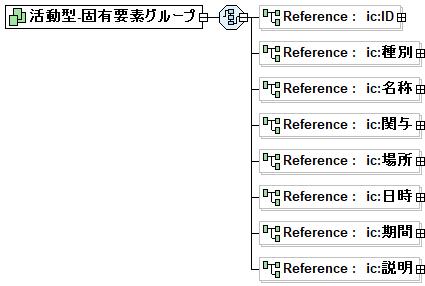 活動型-固有要素グループ
Reference : ic:ID
Reference : ic:種別
Reference : ic:名称
Reference : ic:関与
Reference : ic:場所
Reference : ic:日時
Reference : ic:期間
Reference : ic:説明